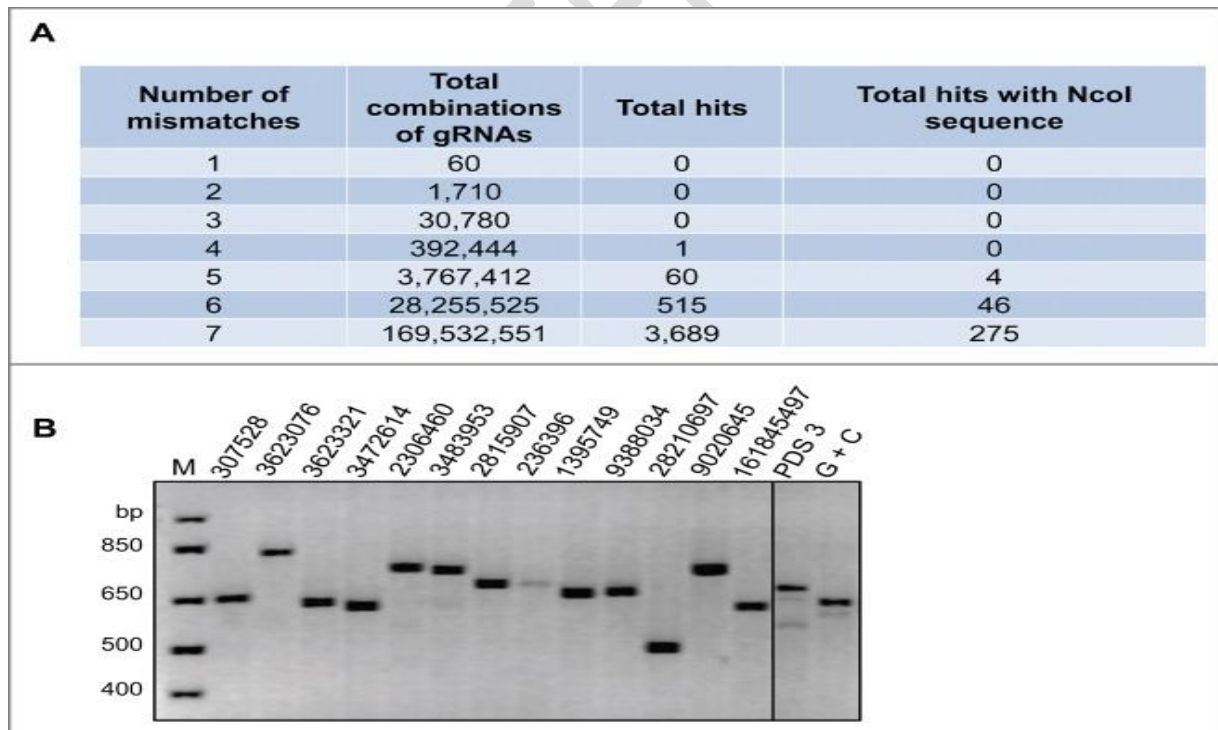 A
Number of mismatches Total combinations of gRNAs Total hits Total hits with NcoI sequence
1 60 0 0
2 1,710 0 0
3 30,780 0 0
4 392,444 1 0
5 3,767,412 60 4
6 28,255,525 515 46
7 169,532,551 3,689 275
B
M 307528 3623076 3623321 3472614 2306460 3483953 2815907 236396 1395749 9388034 28210697 9020645 161845497 PDS 3 G + C
bp
850
650
500
400